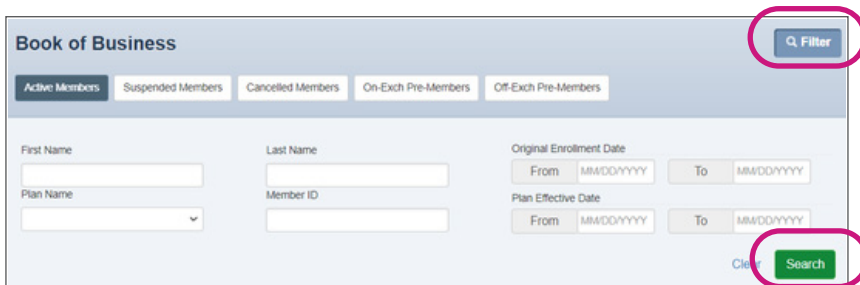 Book of Business
Filter
Active Members Suspended Members Cancelled Members On-Exch Pre-Members Off-Exch Pre-Members
First Name Last Name Original Enrollment Date
From MM/DD/YYYY To MM/DD/YYYY
Plan Name Member ID Plan Effective Date
From MM/DD/YYYY To MM/DD/YYYY
Clear Search